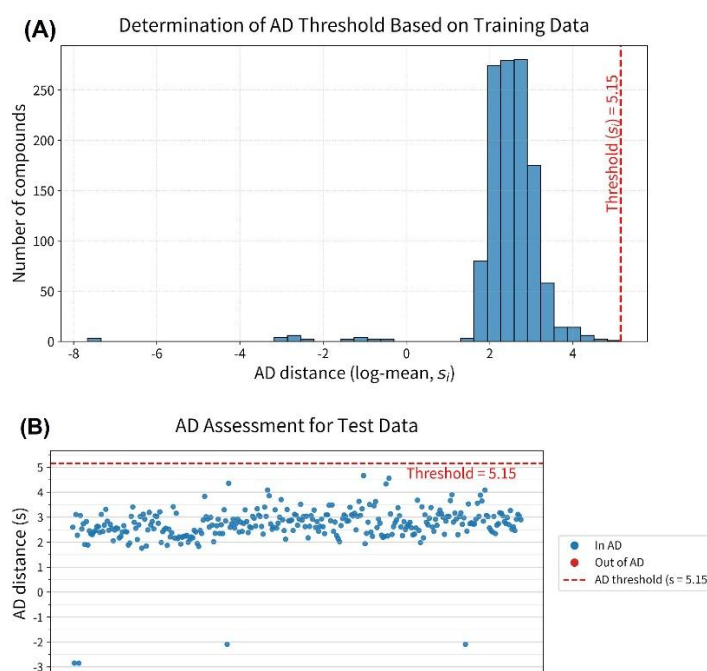 (A)
Determination of AD Threshold Based on Training Data
Number of compounds
250
200
150
100
50
0
Threshold (si) = 5.15
-8
-6
-4
-2
0
2
4
AD distance (log-mean, si)
(B)
AD Assessment for Test Data
AD distance (s)
5
4
3
2
1
0
-1
-2
-3
Threshold = 5.15
In AD
Out of AD
AD threshold (s = 5.15